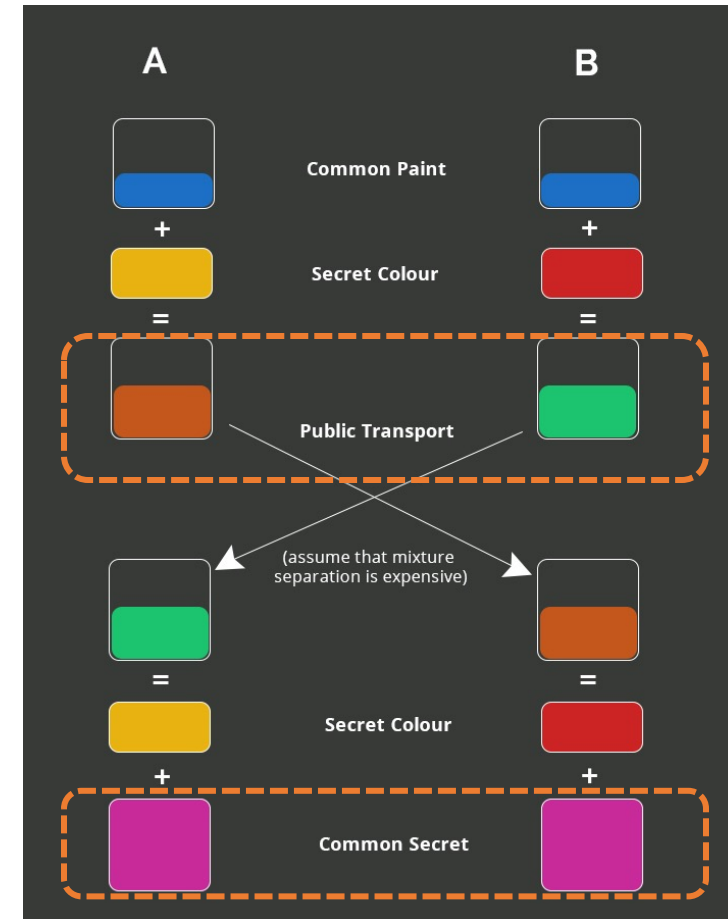 A
B
Common Paint
+
+
Secret Colour
=
=
Public Transport
(assume that mixture
separation is expensive)
=
=
Secret Colour
+
+
Common Secret